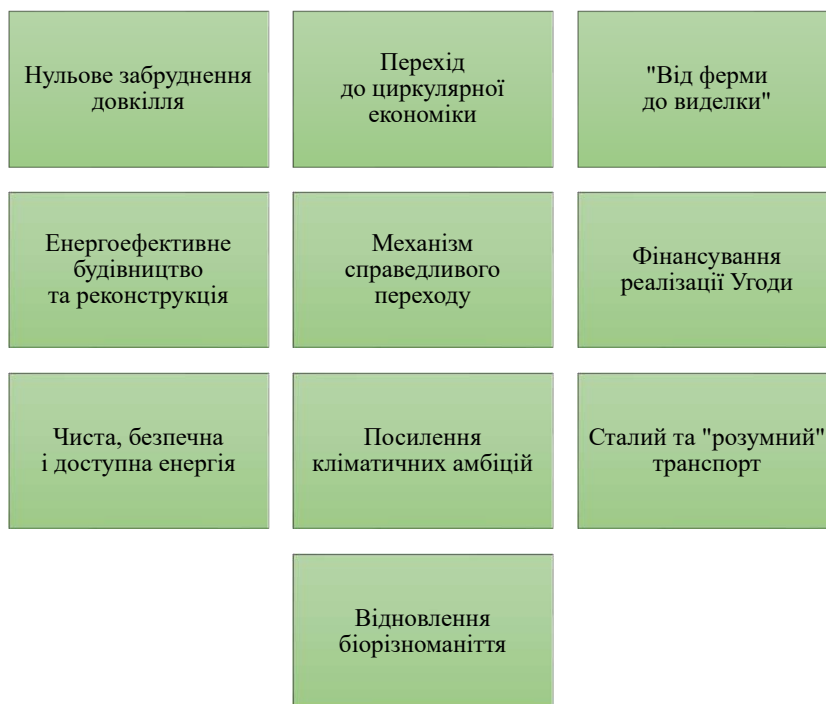 Нульове забруднення
довкілля
Перехід
до циркулярної
економіки
"Від ферми
до виделки"
Енергоефективне
будівництво
та реконструкція
Механізм
справедливого
переходу
Фінансування
реалізації Угоди
Чиста, безпечна
і доступна енергія
Посилення
кліматичних амбіцій
Сталий та "розумний"
транспорт
Відновлення
біорізноманіття